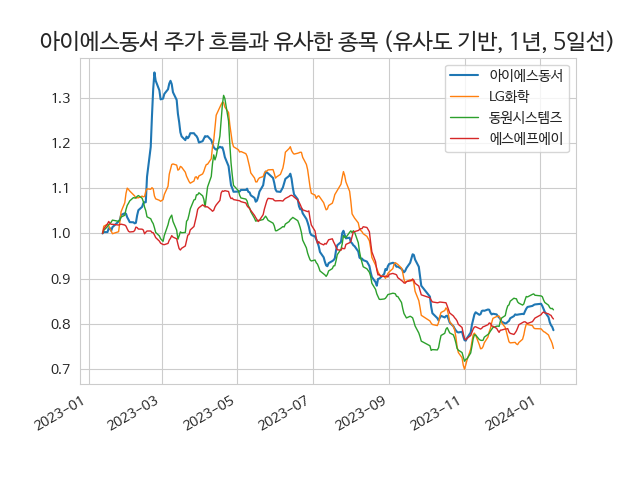 아이에스동서 주가 흐름과 유사한 종목 (유사도 기반, 1년, 5일선)
아이에스동서
LG화학
동원시스템즈
에스에프에이
1.3
1.2
1.1
1.0
0.9
0.8
0.7
2023-01
2023-03
2023-05
2023-07
2023-09
2023-11
2024-01